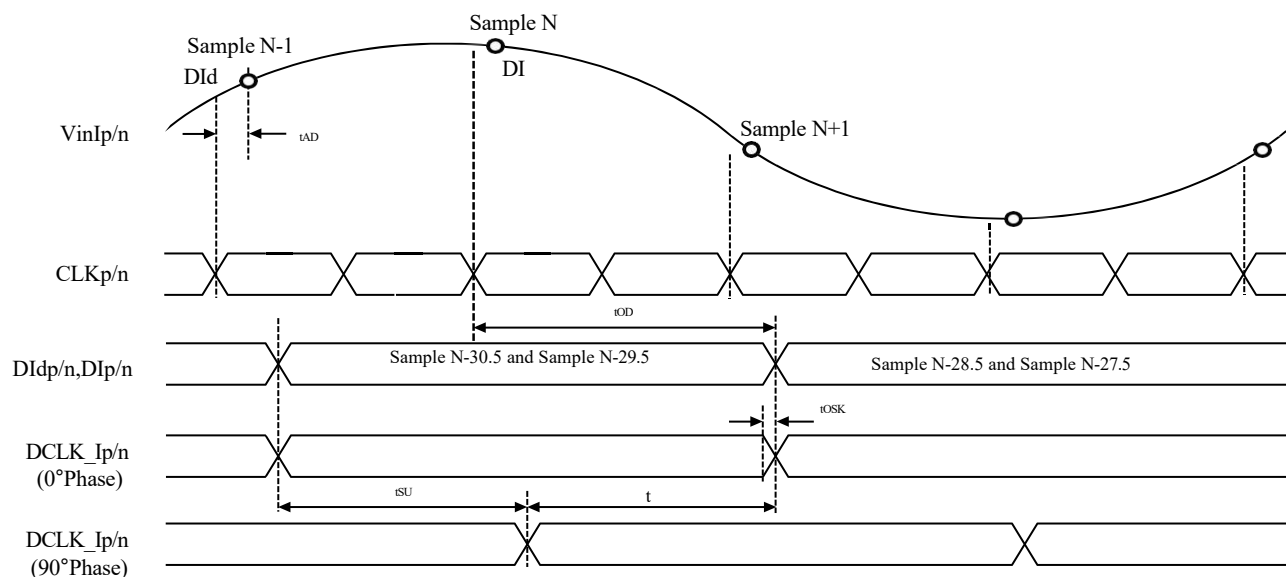 Sample N
Sample N-1
DId
DI
VinIp/n
tAD
Sample N+1
CLKp/n
tOD
DIdp/n,DIp/n
Sample N-30.5 and Sample N-29.5
Sample N-28.5 and Sample N-27.5
tOSK
DCLK_Ip/n
(0°Phase)
tSU
t
DCLK_Ip/n
(90°Phase)